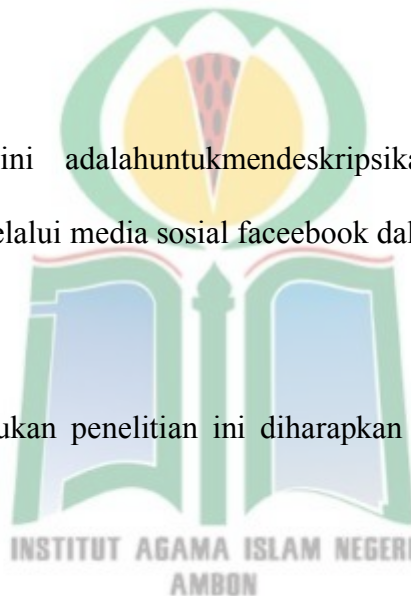 ini adalahuntukmendeskripsika
elalui media sosial faceebook dal
ukan penelitian ini diharapkan
INSTITUT AGAMA ISLAM NEGERI
AMBON